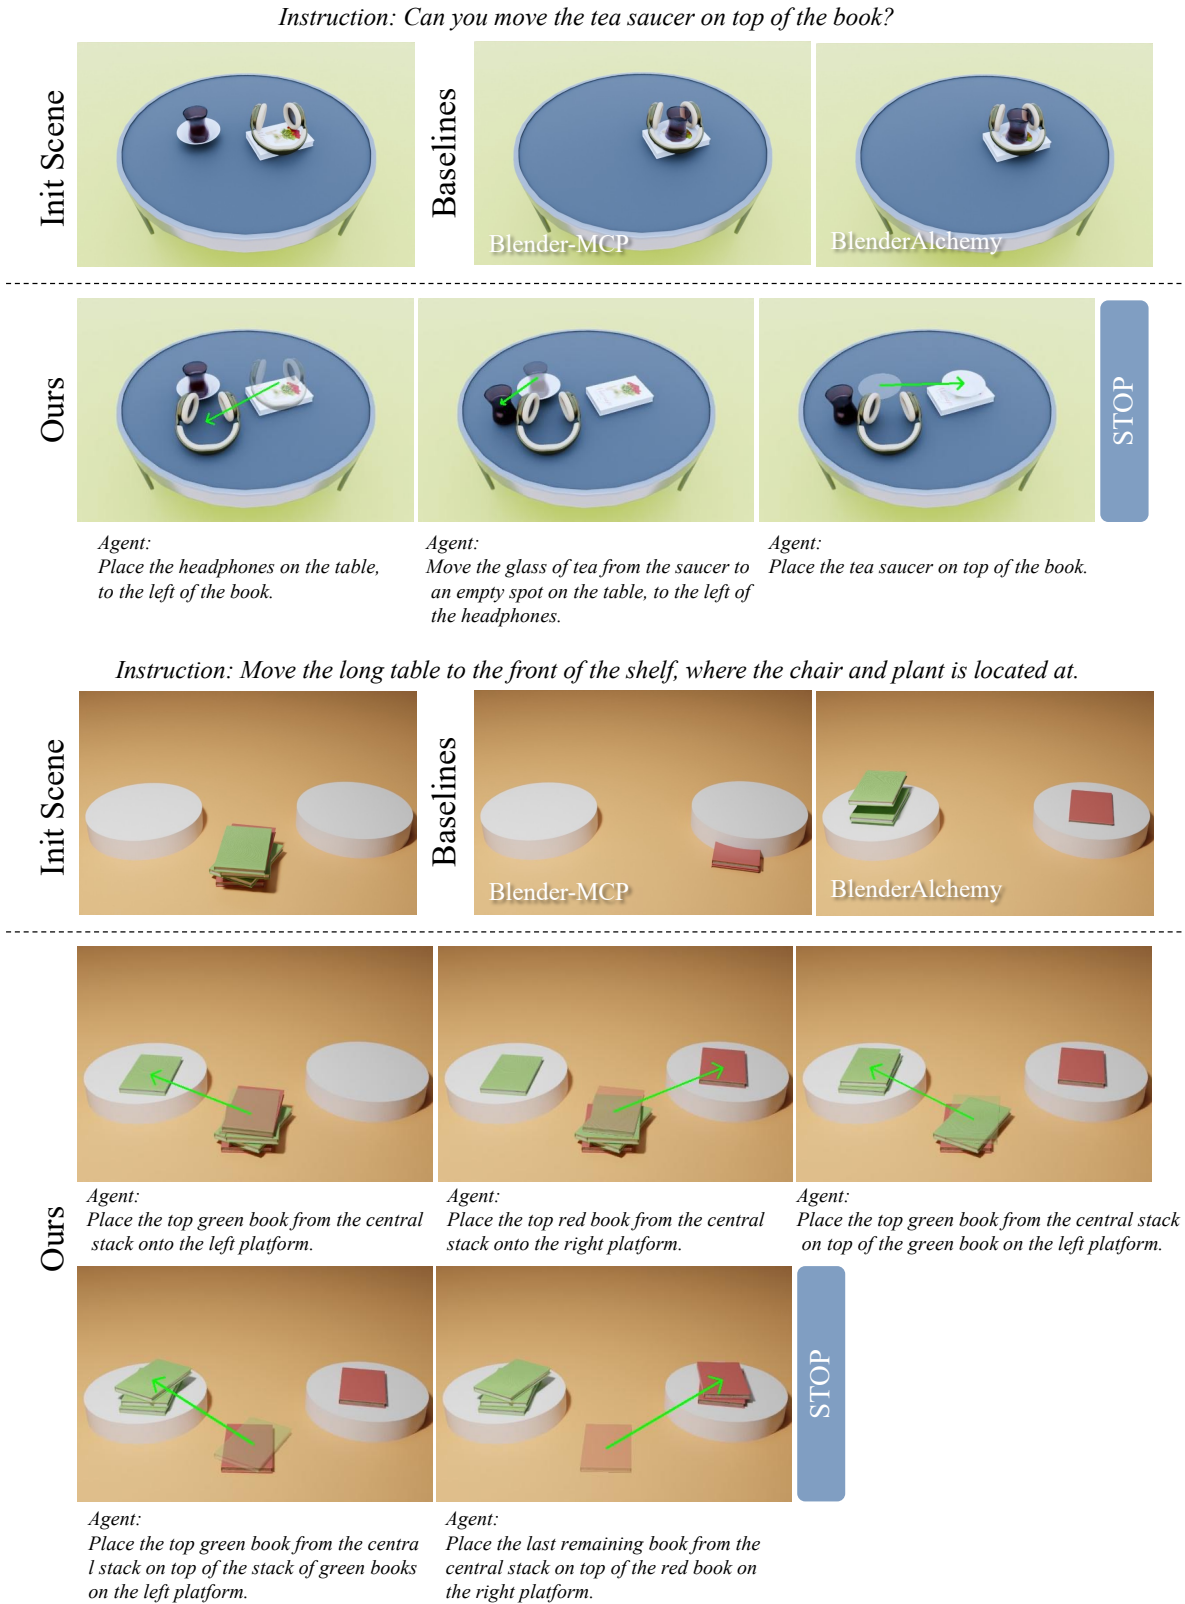 Instruction: Can you move the tea saucer on top of the book?
Init Scene
Baselines
Blender-MCP
BlenderAlchemy
Ours
STOP
Agent:
Place the headphones on the table,
to the left of the book.
Agent:
Move the glass of tea from the saucer to
an empty spot on the table, to the left of
the headphones.
Agent:
Place the tea saucer on top of the book.
Instruction: Move the long table to the front of the shelf, where the chair and plant is located at.
Init Scene
Baselines
Blender-MCP
BlenderAlchemy
Ours
Agent:
Place the top green book from the central
stack onto the left platform.
Agent:
Place the top red book from the central
stack onto the right platform.
Agent:
Place the top green book from the central stack
on top of the green book on the left platform.
STOP
Agent:
Place the top green book from the centra
l stack on top of the stack of green books
on the left platform.
Agent:
Place the last remaining book from the
central stack on top of the red book on
the right platform.